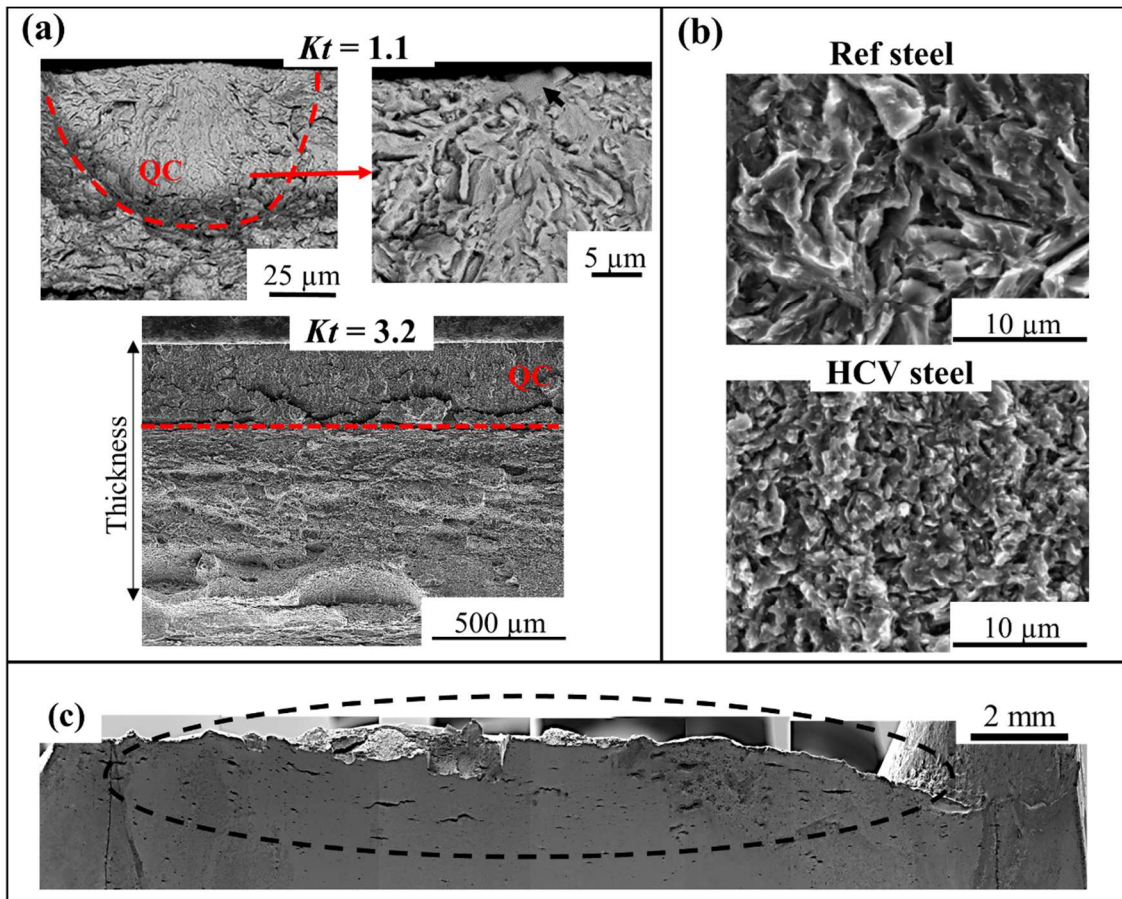 (a)
Kt = 1.1
QC
25 µm
5 µm
Kt = 3.2
QC
Thickness
500 µm
(b)
Ref steel
10 µm
HCV steel
10 µm
(c)
2 mm